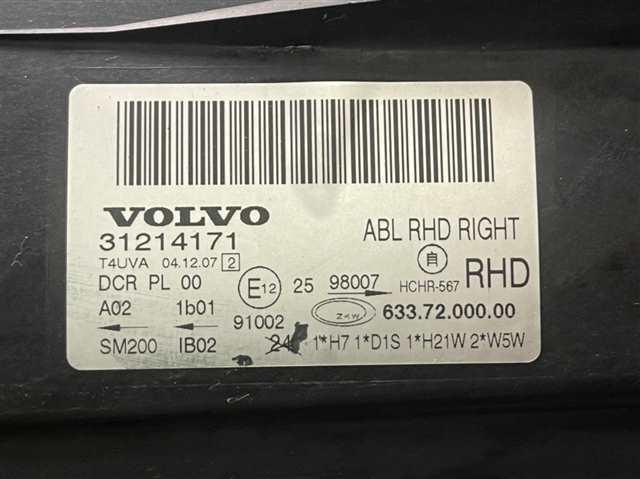 VOLVO
31214171
ABL RHD RIGHT
T4UVA 04.12.07 2
自
DCR PL 00
E12 25 98007
HCHR-567 RHD
A02 1b01
91002
ZKW 633.72.000.00
SM200 IB02
1*H7 1*D1S 1*H21W 2*W5W